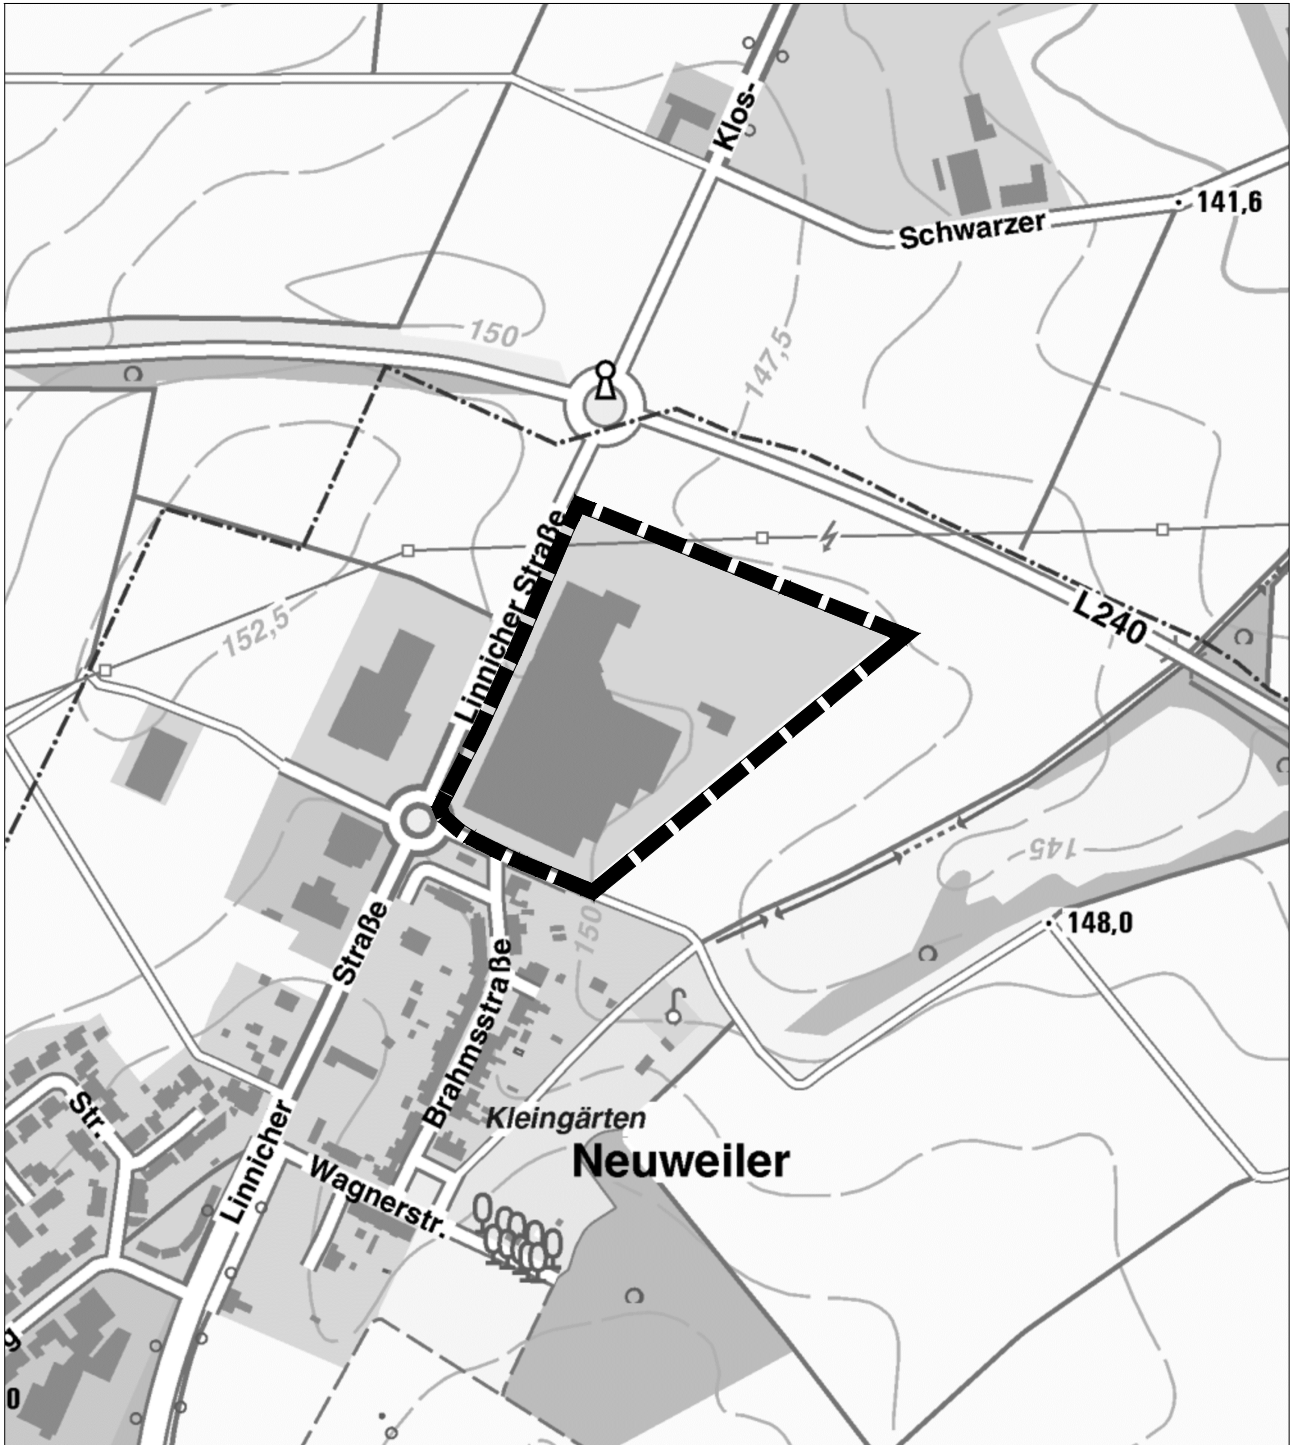 Klos-
141,6
Schwarzer
150
147,5
Linnicher Straße
L240
152,5
145
148,0
150
Straße
Brahmsstraße
Str.
Kleingärten
Neuweiler
Linnicher
Wagnerstr.
g
0